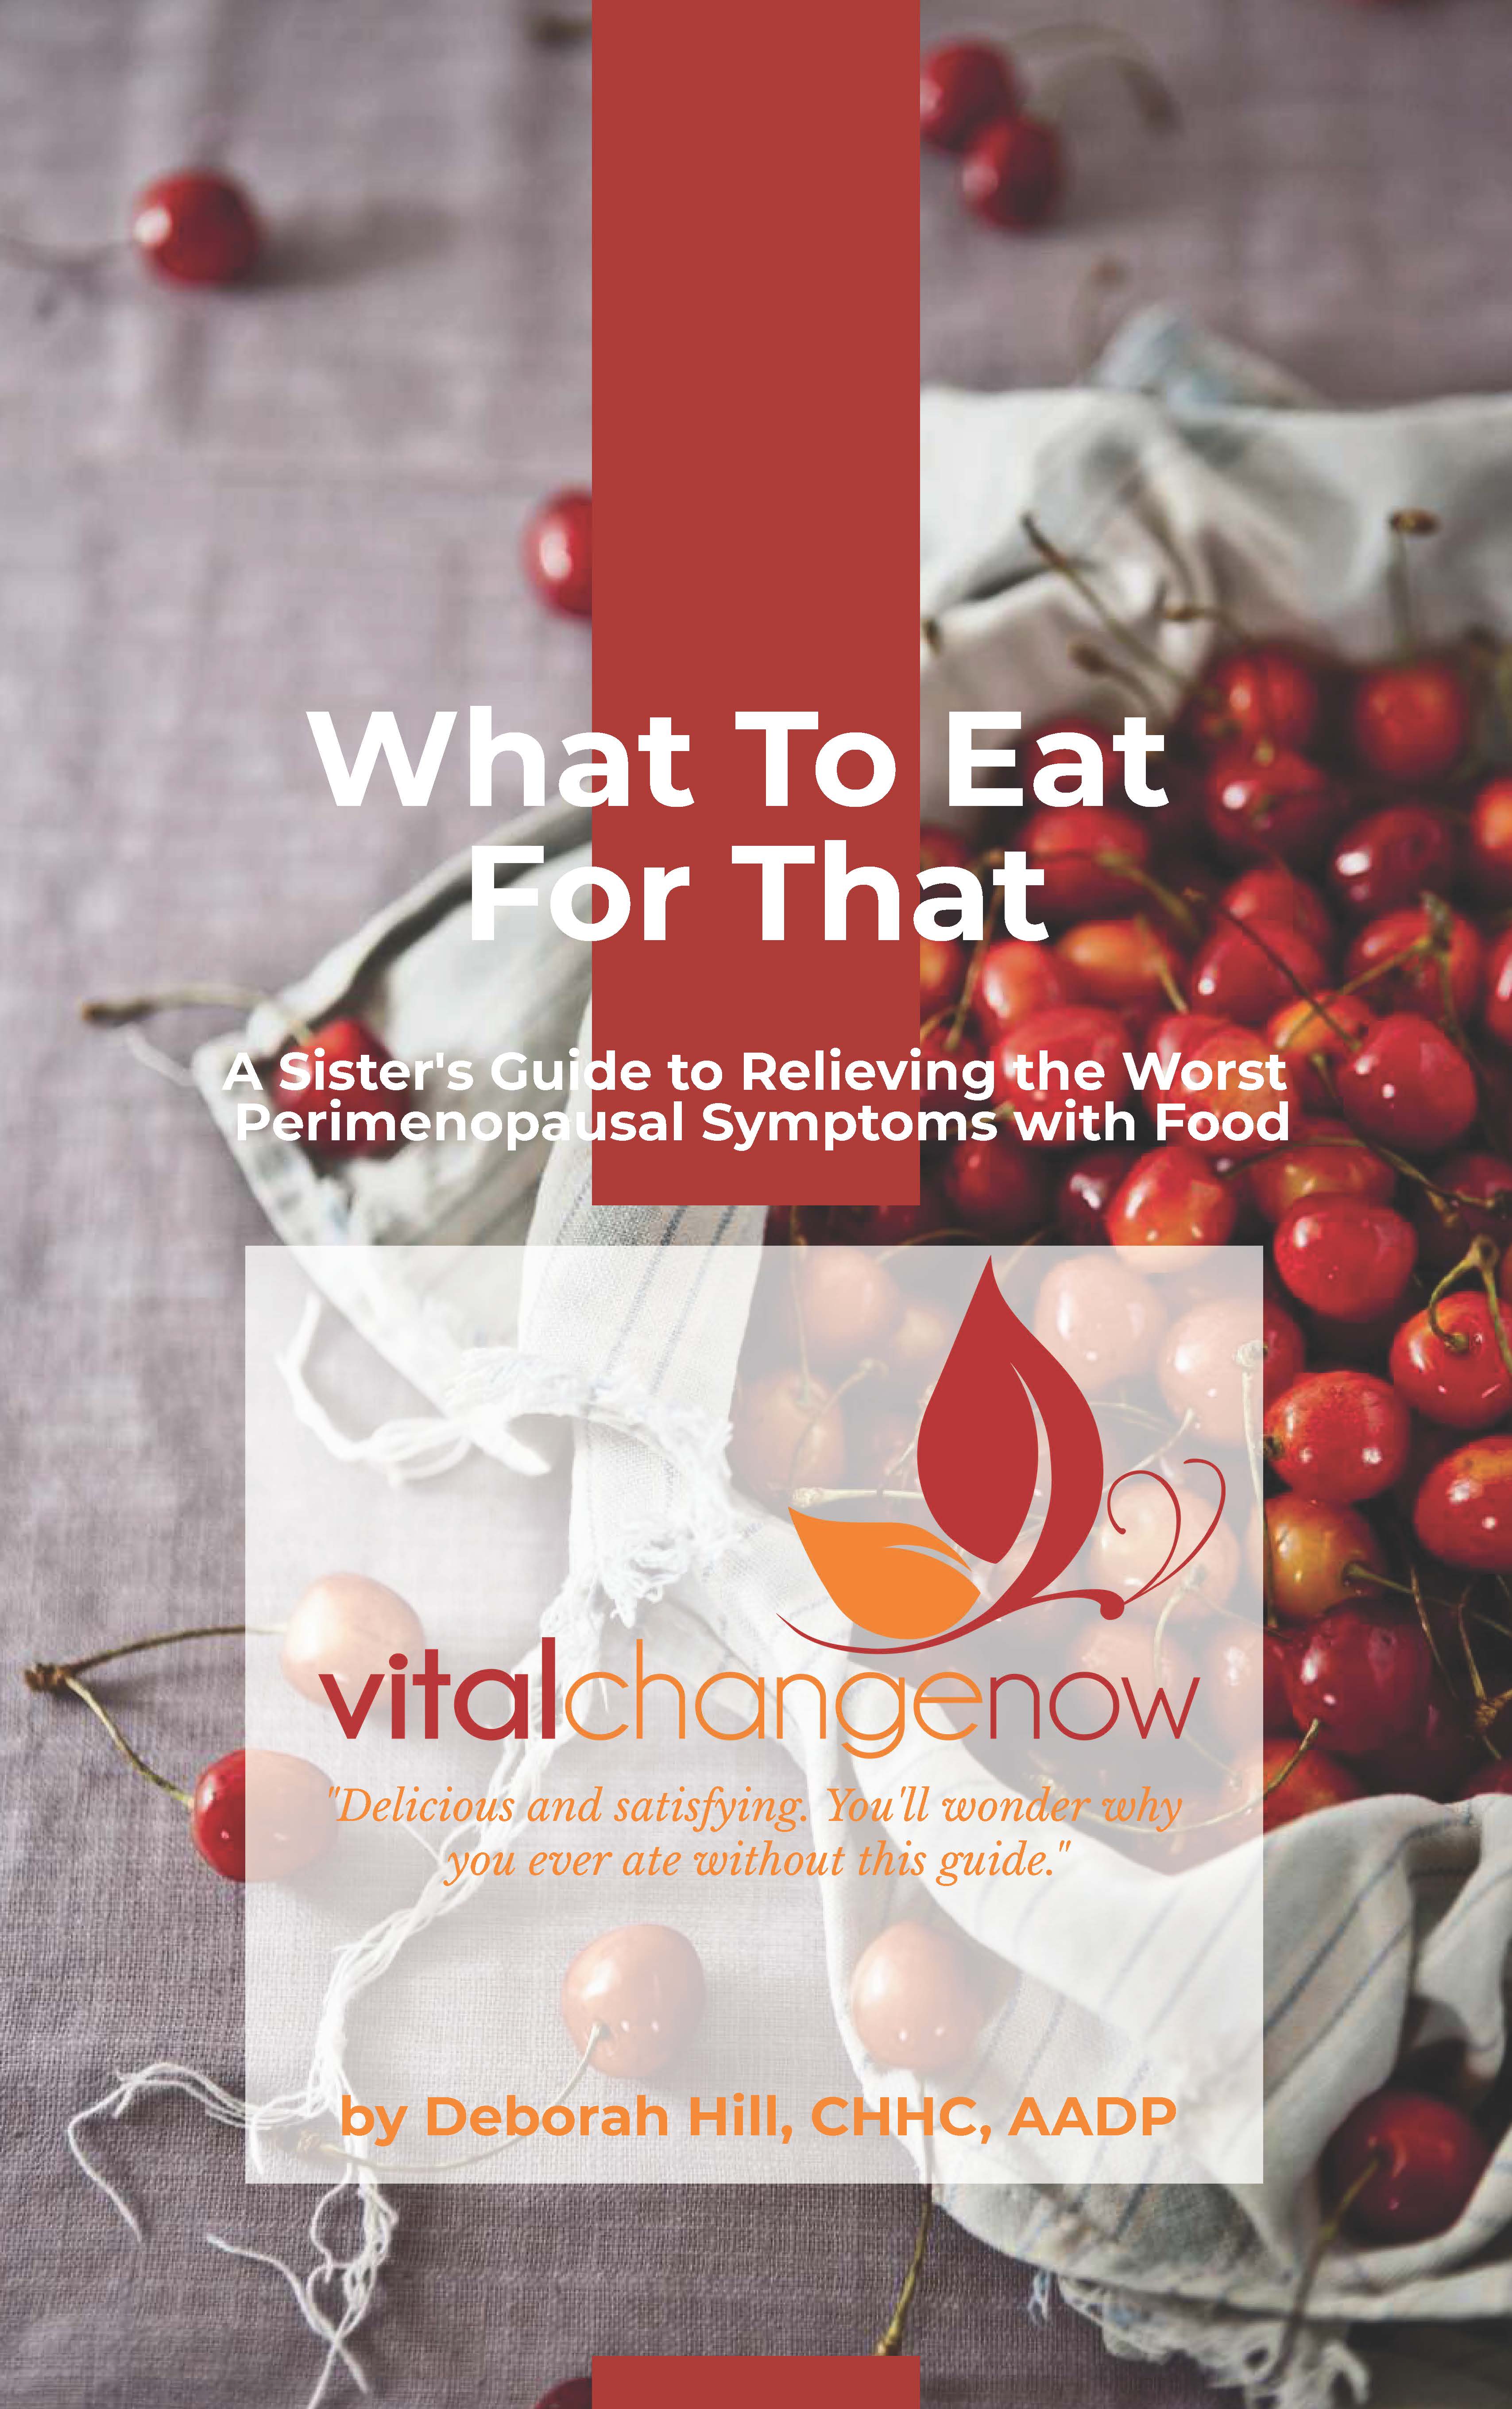 What To Eat
For That
A Sister's Guide to Relieving the Worst
Perimenopausal Symptoms with Food
vitalchangenow
"Delicious and satisfying. You'll wonder why
you ever ate without this guide."
by Deborah Hill, CHHC, AADP